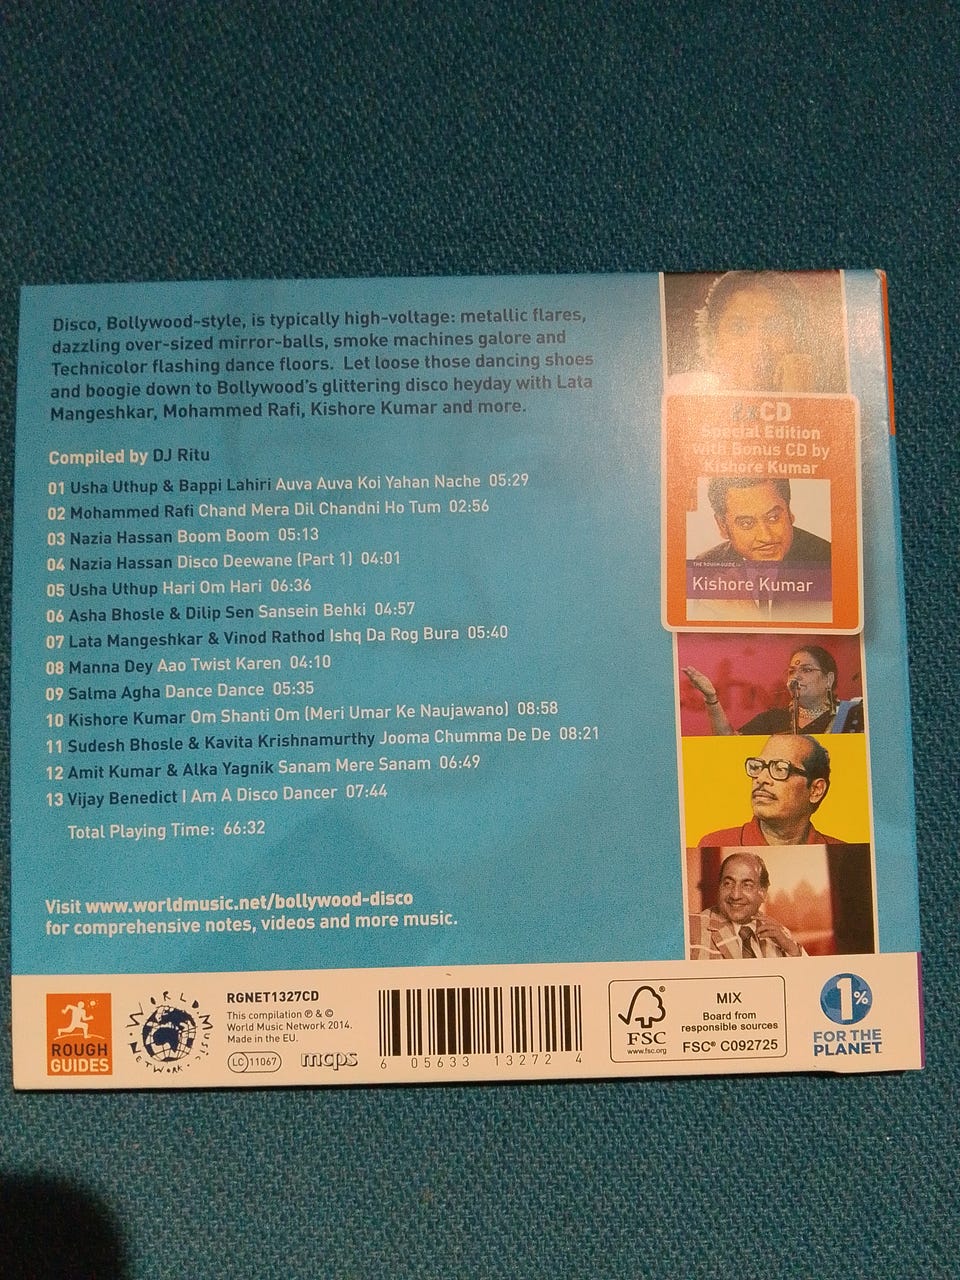 Disco, Bollywood-style, is typically high-voltage: metallic flares,
dazzling over-sized mirror-balls, smoke machines galore and
Technicolor flashing dance floors. Let loose those dancing shoes
and boogie down to Bollywood's glittering disco heyday with Lata
Mangeshkar, Mohammed Rafi, Kishore Kumar and more.
Compiled by DJ Ritu
01 Usha Uthup & Bappi Lahiri Auva Auva Koi Yahan Nache 05:29
02 Mohammed Rafi Chand Mera Dil Chandni Ho Tum 02:56
03 Nazia Hassan Boom Boom 05:13
04 Nazia Hassan Disco Deewane (Part 1) 04:01
05 Usha Uthup Hari Om Hari 06:36
06 Asha Bhosle & Dilip Sen Sansein Behki 04:57
07 Lata Mangeshkar & Vinod Rathod Ishq Da Rog Bura 05:40
08 Manna Dey Aao Twist Karen 04:10
09 Salma Agha Dance Dance 05:35
10 Kishore Kumar Om Shanti Om (Meri Umar Ke Naujawano) 08:58
11 Sudesh Bhosle & Kavita Krishnamurthy Jooma Chumma De De 08:21
12 Amit Kumar & Alka Yagnik Sanam Mere Sanam 06:49
13 Vijay Benedict I Am A Disco Dancer 07:44
Total Playing Time: 66:32
Visit www.worldmusic.net/bollywood-disco
for comprehensive notes, videos and more music.
CD
Special Edition
with Bonus CD by
Kishore Kumar
THE ROUGH GUIDE TO
Kishore Kumar
ROUGH
GUIDES
WORLD MUSIC NETWORK
RGNET1327CD
This compilation ℗ & ©
World Music Network 2014.
Made in the EU.
LC 11067
mcps
6 05633 13272 4
FSC
www.fsc.org
MIX
Board from
responsible sources
FSC® C092725
1%
FOR THE
PLANET